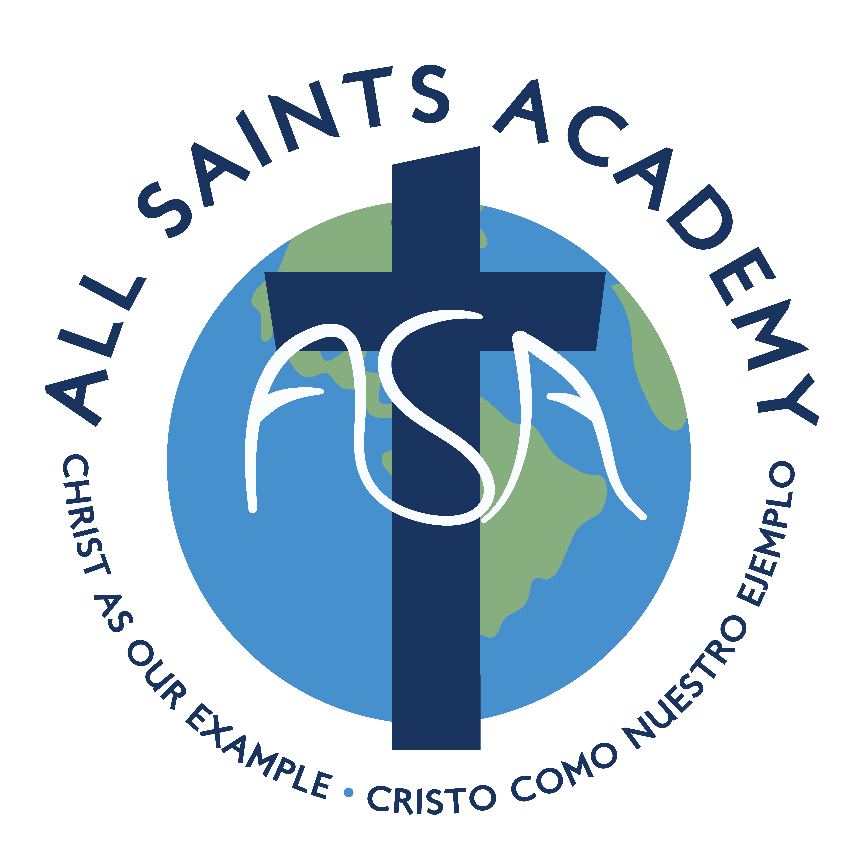 ALL SAINTS ACADEMY
ASA
CHRIST AS OUR EXAMPLE • CRISTO COMO NUESTRO EJEMPLO